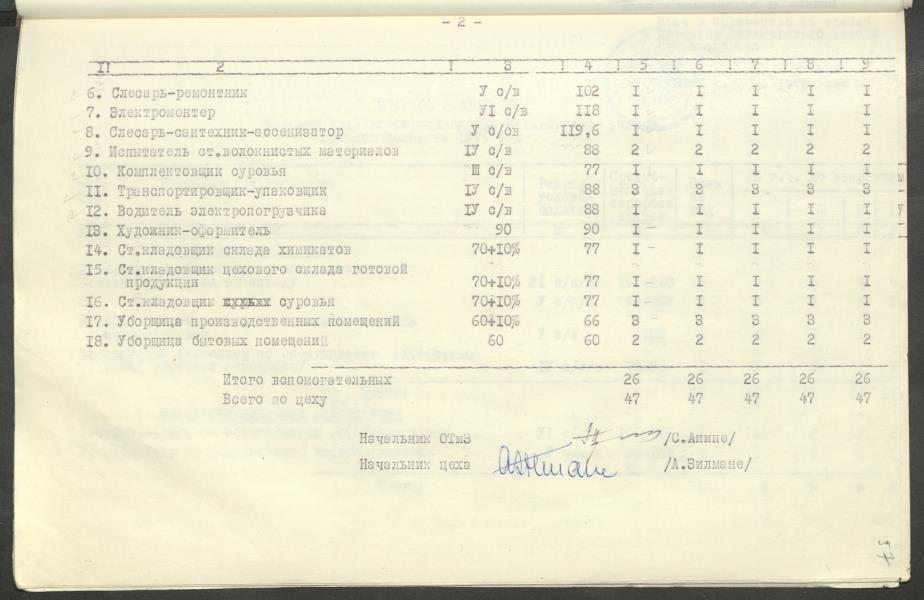 - 2 -
I! 2 ! 3 ! 4 ! 5 ! 6 ! 7 ! 8 ! 9
6. Слесарь-ремонтник У с/в I02 I I I I I
7. Электромонтер УI с/в II8 I I I I I
8. Слесарь-сантехник-ассенизатор У с/ов II9,6 I I I I I
9. Испытатель ст.волокнистых материалов IУ с/в 88 2 2 2 2 2
I0. Комплектовщик суровья Ш с/в 77 I I I I I
II. Транспортировщик-упаковщик IУ с/в 88 3 3 3 3 3
I2. Водитель электропогрузчика IУ с/в 88 I I I I I
I3. Художник-оформитель 90 90 I I I I I
I4. Ст.кладовщик склада химикатов 70+I0% 77 I I I I I
I5. Ст.кладовщик цехового склада готовой
продукции 70+I0% 77 I I I I I
I6. Ст.кладовщик суровья 70+I0% 77 I I I I I
I7. Уборщица производственных помещений 60+I0% 66 3 3 3 3 3
I8. Уборщица бытовых помещений 60 60 2 2 2 2 2
Итого вспомогательных 26 26 26 26 26
Всего по цеху 47 47 47 47 47
Начальник ОТиЗ /С.Апине/
Начальник цеха /А.Зилмане/
57